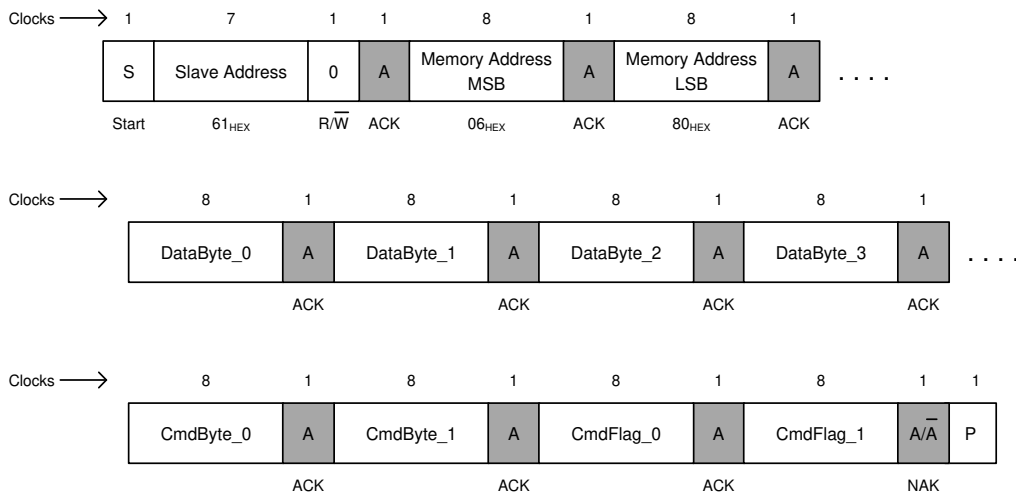 Clocks 1 7 1 1 8 1 8 1
S Slave Address 0 A Memory Address MSB A Memory Address LSB A . . . .
Start 61HEX R/W̅ ACK 06HEX ACK 80HEX ACK
Clocks 8 1 8 1 8 1 8 1
DataByte_0 A DataByte_1 A DataByte_2 A DataByte_3 A . . . .
ACK ACK ACK ACK
Clocks 8 1 8 1 8 1 8 1 1
CmdByte_0 A CmdByte_1 A CmdFlag_0 A CmdFlag_1 A/A̅ P
ACK ACK ACK NAK